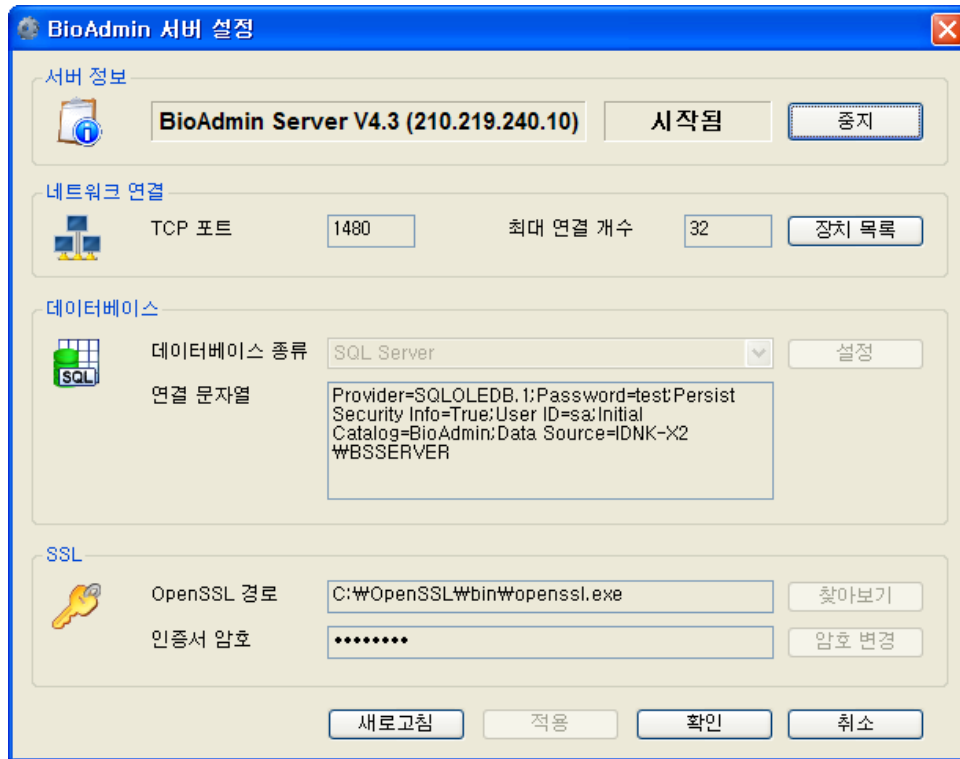 BioAdmin 서버 설정
서버 정보
BioAdmin Server V4.3 (210.219.240.10)
시작됨
중지
네트워크 연결
TCP 포트
1480
최대 연결 개수
32
장치 목록
데이터베이스
데이터베이스 종류
SQL Server
설정
SQL
연결 문자열
Provider=SQLOLEDB.1;Password=test;Persist
Security Info=True;User ID=sa;Initial
Catalog=BioAdmin;Data Source=IDNK-X2
₩BSSERVER
SSL
OpenSSL 경로
C:₩OpenSSL₩bin₩openssl.exe
찾아보기
인증서 암호
••••••••
암호 변경
새로고침
적용
확인
취소